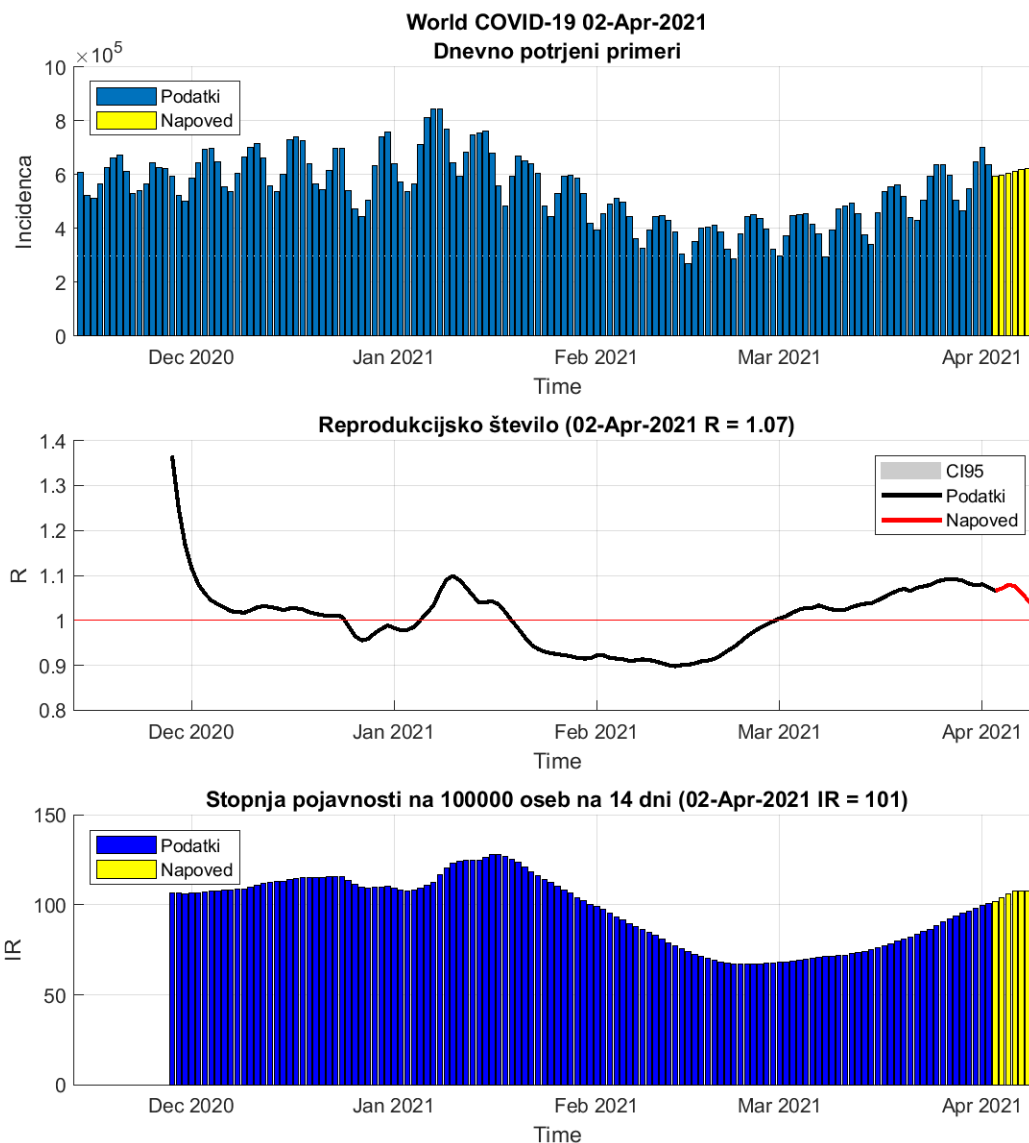 World COVID-19 02-Apr-2021
Dnevno potrjeni primeri
×10^5
10
8
6
4
2
0
Incidenca
Podatki
Napoved
Dec 2020 Jan 2021 Feb 2021 Mar 2021 Apr 2021
Time
Reprodukcijsko število (02-Apr-2021 R = 1.07)
1.4
1.3
1.2
1.1
1
0.9
0.8
R
CI95
Podatki
Napoved
Dec 2020 Jan 2021 Feb 2021 Mar 2021 Apr 2021
Time
Stopnja pojavnosti na 100000 oseb na 14 dni (02-Apr-2021 IR = 101)
150
100
50
0
IR
Podatki
Napoved
Dec 2020 Jan 2021 Feb 2021 Mar 2021 Apr 2021
Time